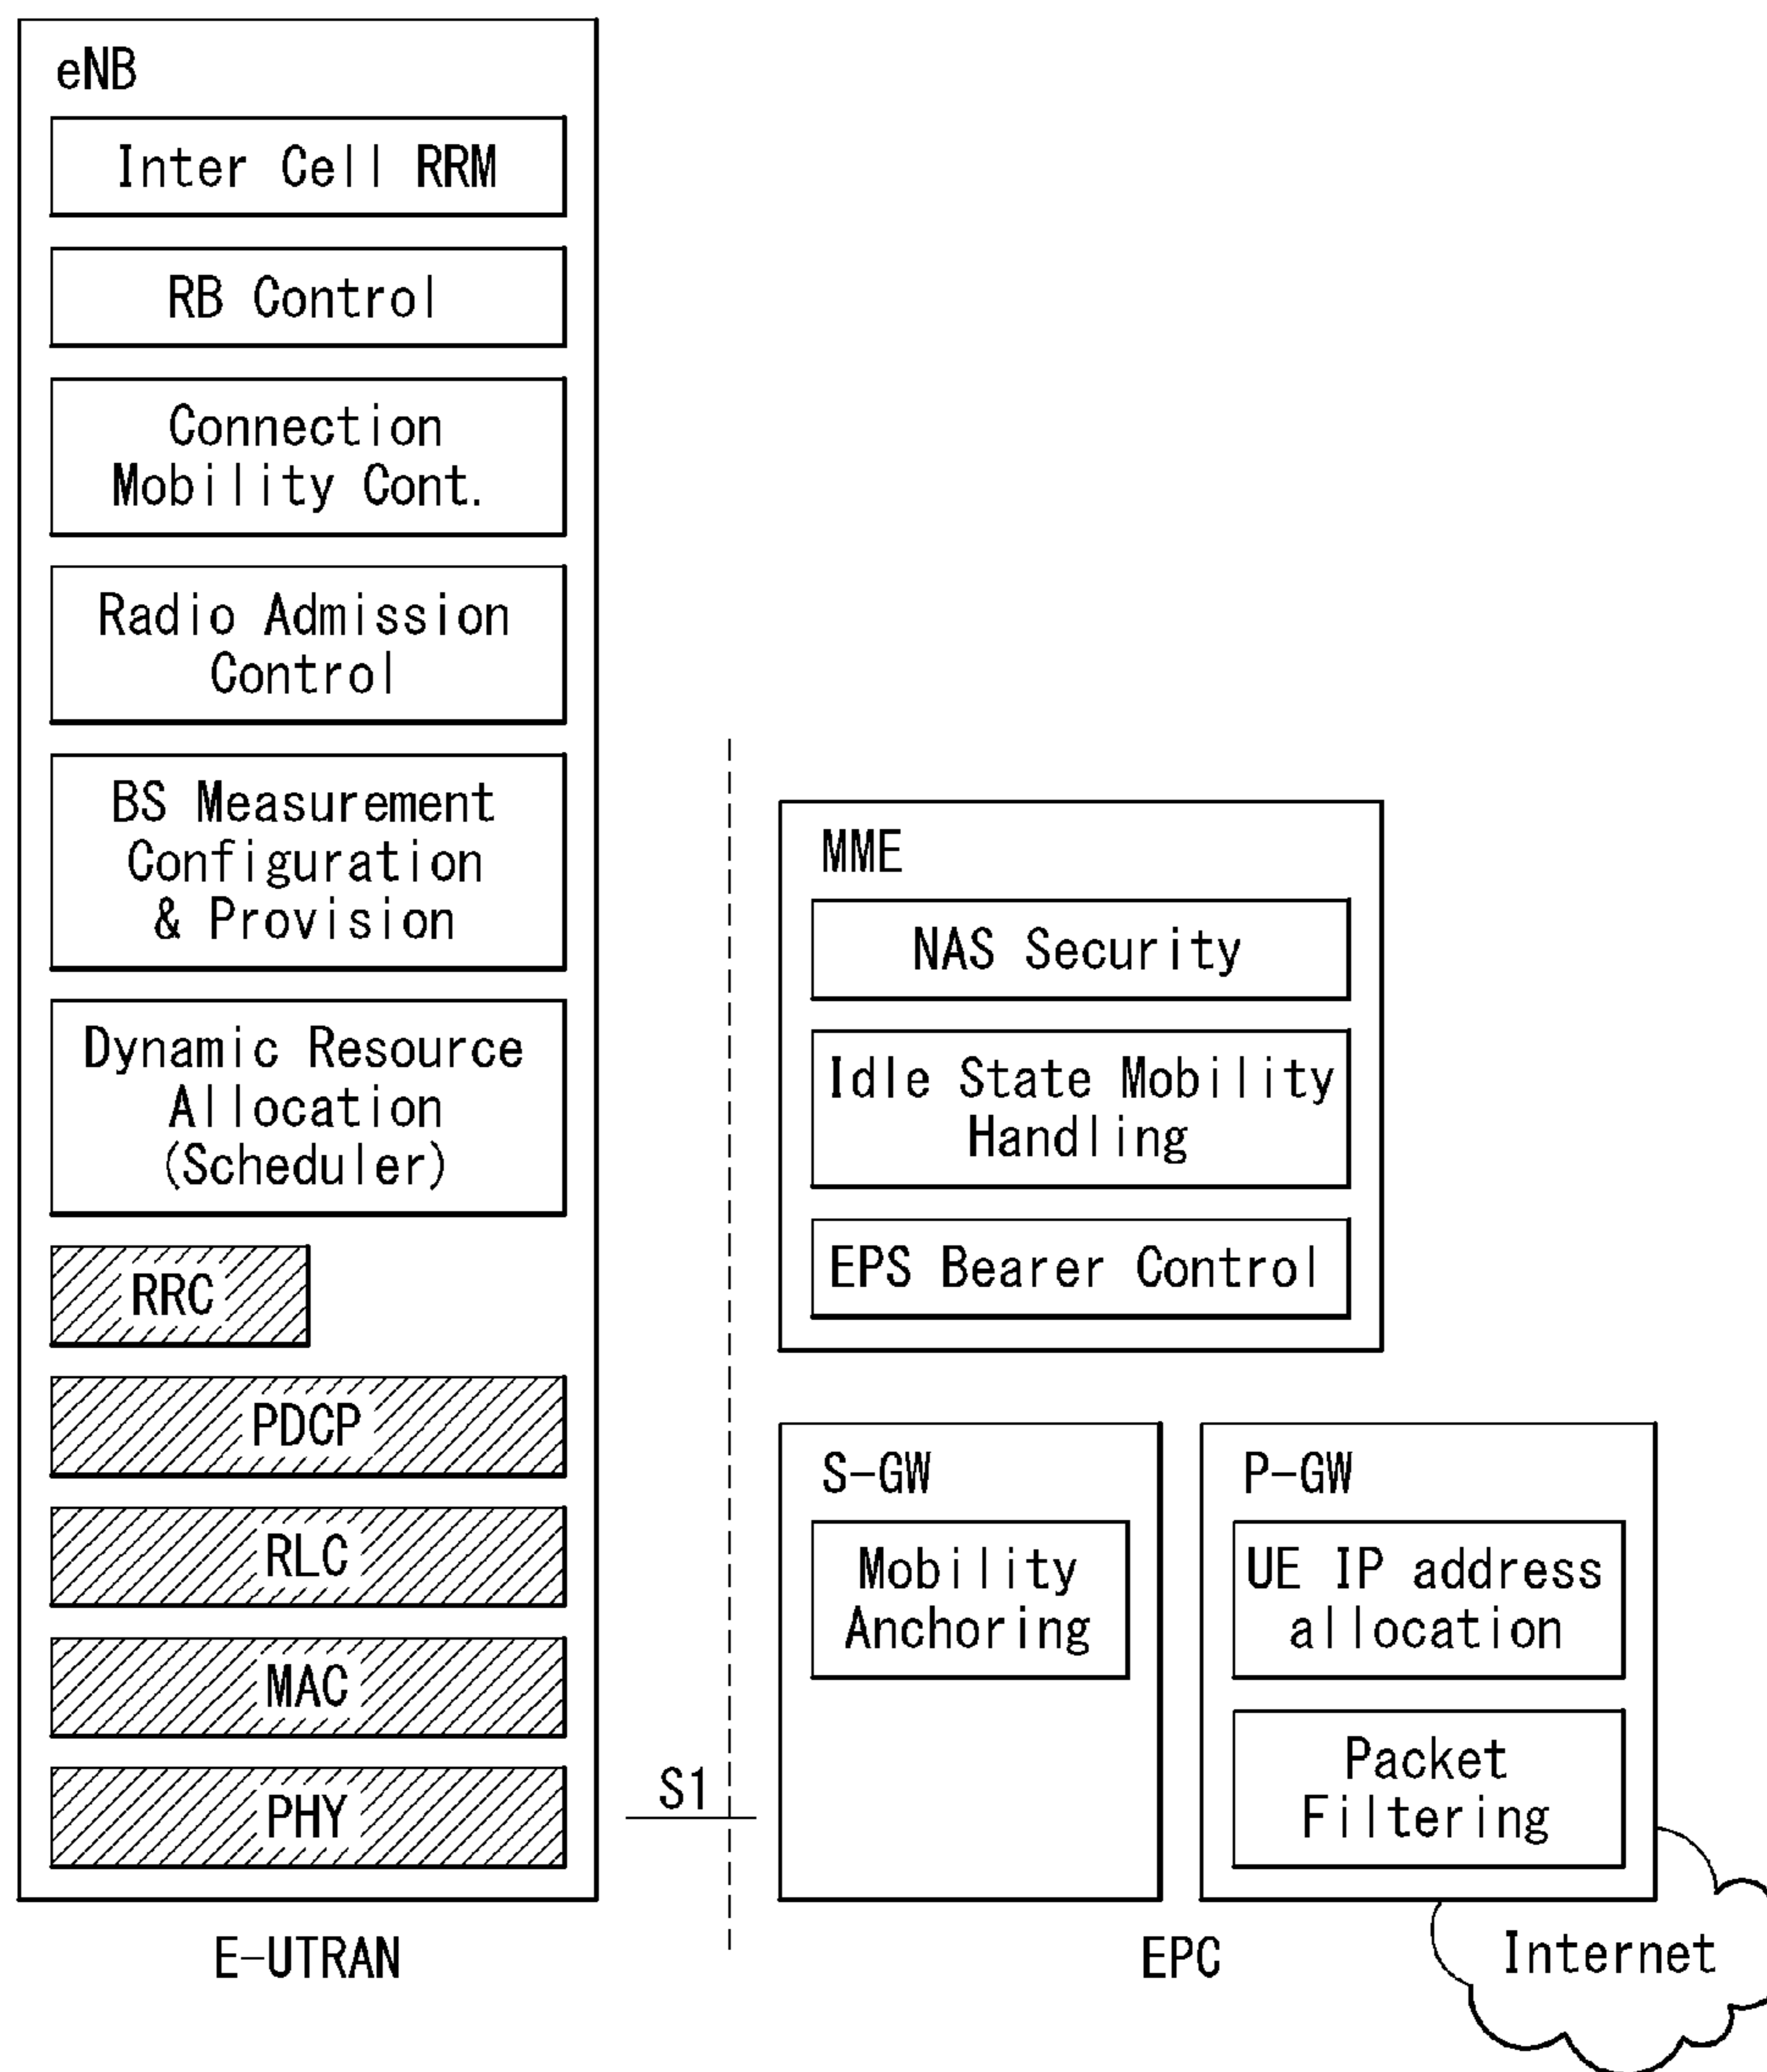 eNB
Inter Cell RRM
RB Control
Connection
Mobility Cont.
Radio Admission
Control
BS Measurement
Configuration
& Provision
Dynamic Resource
Allocation
(Scheduler)
RRC
PDCP
RLC
MAC
PHY
E-UTRAN
S1
MME
NAS Security
Idle State Mobility
Handling
EPS Bearer Control
S-GW
Mobility
Anchoring
P-GW
UE IP address
allocation
Packet
Filtering
EPC
Internet